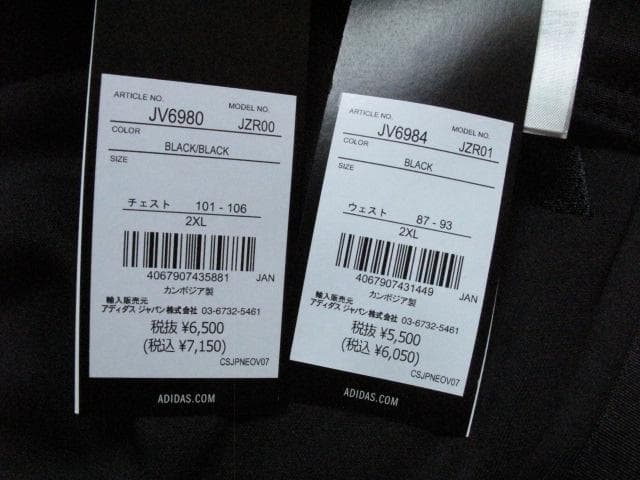 ARTICLE NO. MODEL NO.
JV6980 JZR00
COLOR
BLACK/BLACK
SIZE
チェスト 101 - 106
2XL
4067907435881 JAN
カンボジア製
輸入販売元
アディダス ジャパン株式会社 03-6732-5461
税抜 ¥6,500
(税込 ¥7,150)
CSJPNEOV07
ADIDAS.COM
ARTICLE NO. MODEL NO.
JV6984 JZR01
COLOR
BLACK
SIZE
ウェスト 87 - 93
2XL
4067907431449 JAN
カンボジア製
輸入販売元
アディダス ジャパン株式会社 03-6732-5461
税抜 ¥5,500
(税込 ¥6,050)
CSJPNEOV07
ADIDAS.COM